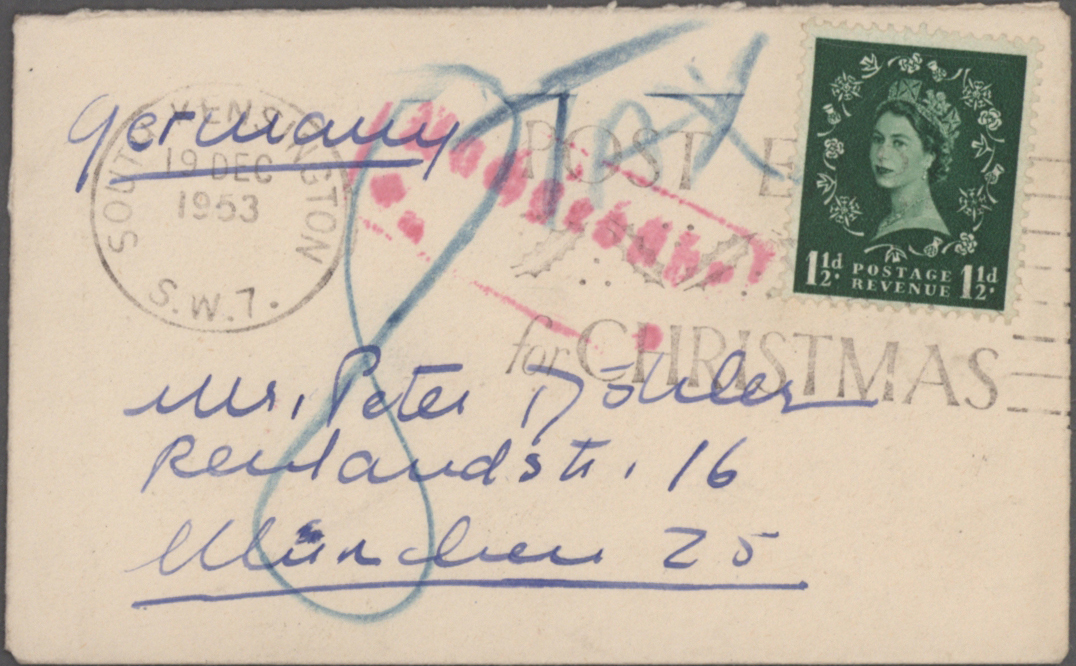 Germany
SOUTH KENSINGTON
19 DEC
1953
S.W.7.
POST E
for CHRISTMAS
1½d POSTAGE REVENUE 1½d
Mr. Peter Döhler
16
München 25